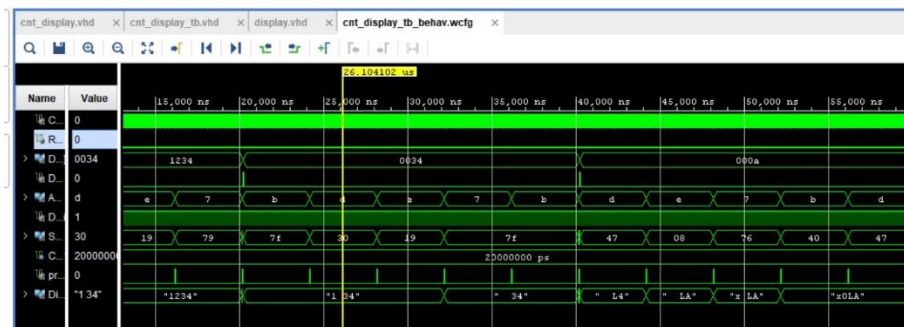 cnt_display.vhd × cnt_display_tb.vhd × display.vhd × cnt_display_tb_behav.wcfg ×
26.104102 us
Name Value 15,000 ns 20,000 ns 25,000 ns 30,000 ns 35,000 ns 40,000 ns 45,000 ns 50,000 ns 55,000 ns
C... 0
R... 0
D...] 0034 1234 0034 000a
D... 0
A... d e 7 b d e 7 b d e 7 b d
D... 1
S... 30 19 79 7f 30 19 7f 47 08 76 40 47
C... 20000000 20000000 ps
pr... 0
Di... "1 34" "1234" "1 34" " 34" " L4" " LA" "x LA" "x0LA"